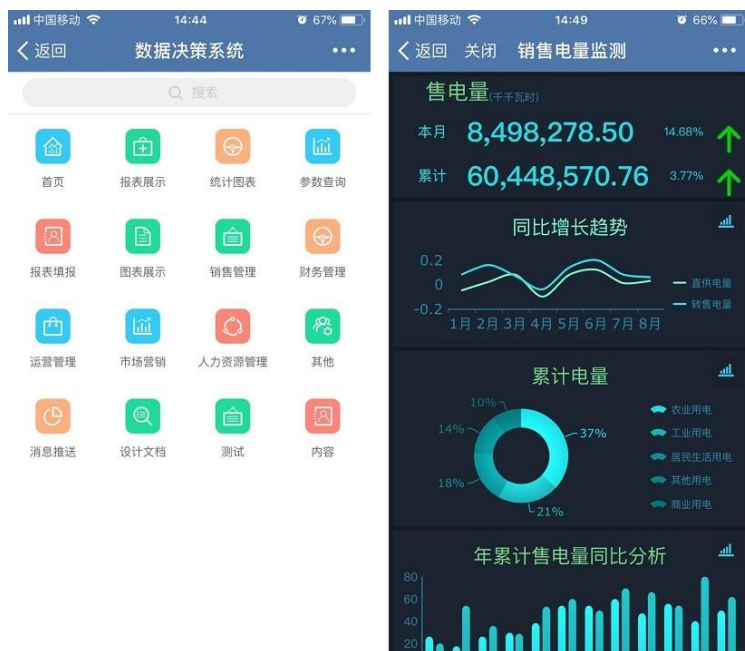 中国移动 14:44 67%
返回 数据决策系统
搜索
首页 报表展示 统计图表 参数查询
报表填报 图表展示 销售管理 财务管理
运营管理 市场营销 人力资源管理 其他
消息推送 设计文档 测试 内容
中国移动 14:49 66%
返回 关闭 销售电量监测
售电量(千千瓦时)
本月 8,498,278.50 14.68%
累计 60,448,570.76 3.77%
同比增长趋势
0.2
0
-0.2
直供电量
转售电量
1月 2月 3月 4月 5月 6月 7月 8月
累计电量
10%
14%
37%
18%
21%
农业用电
工业用电
居民生活用电
其他用电
商业用电
年累计售电量同比分析
80
60
40
20